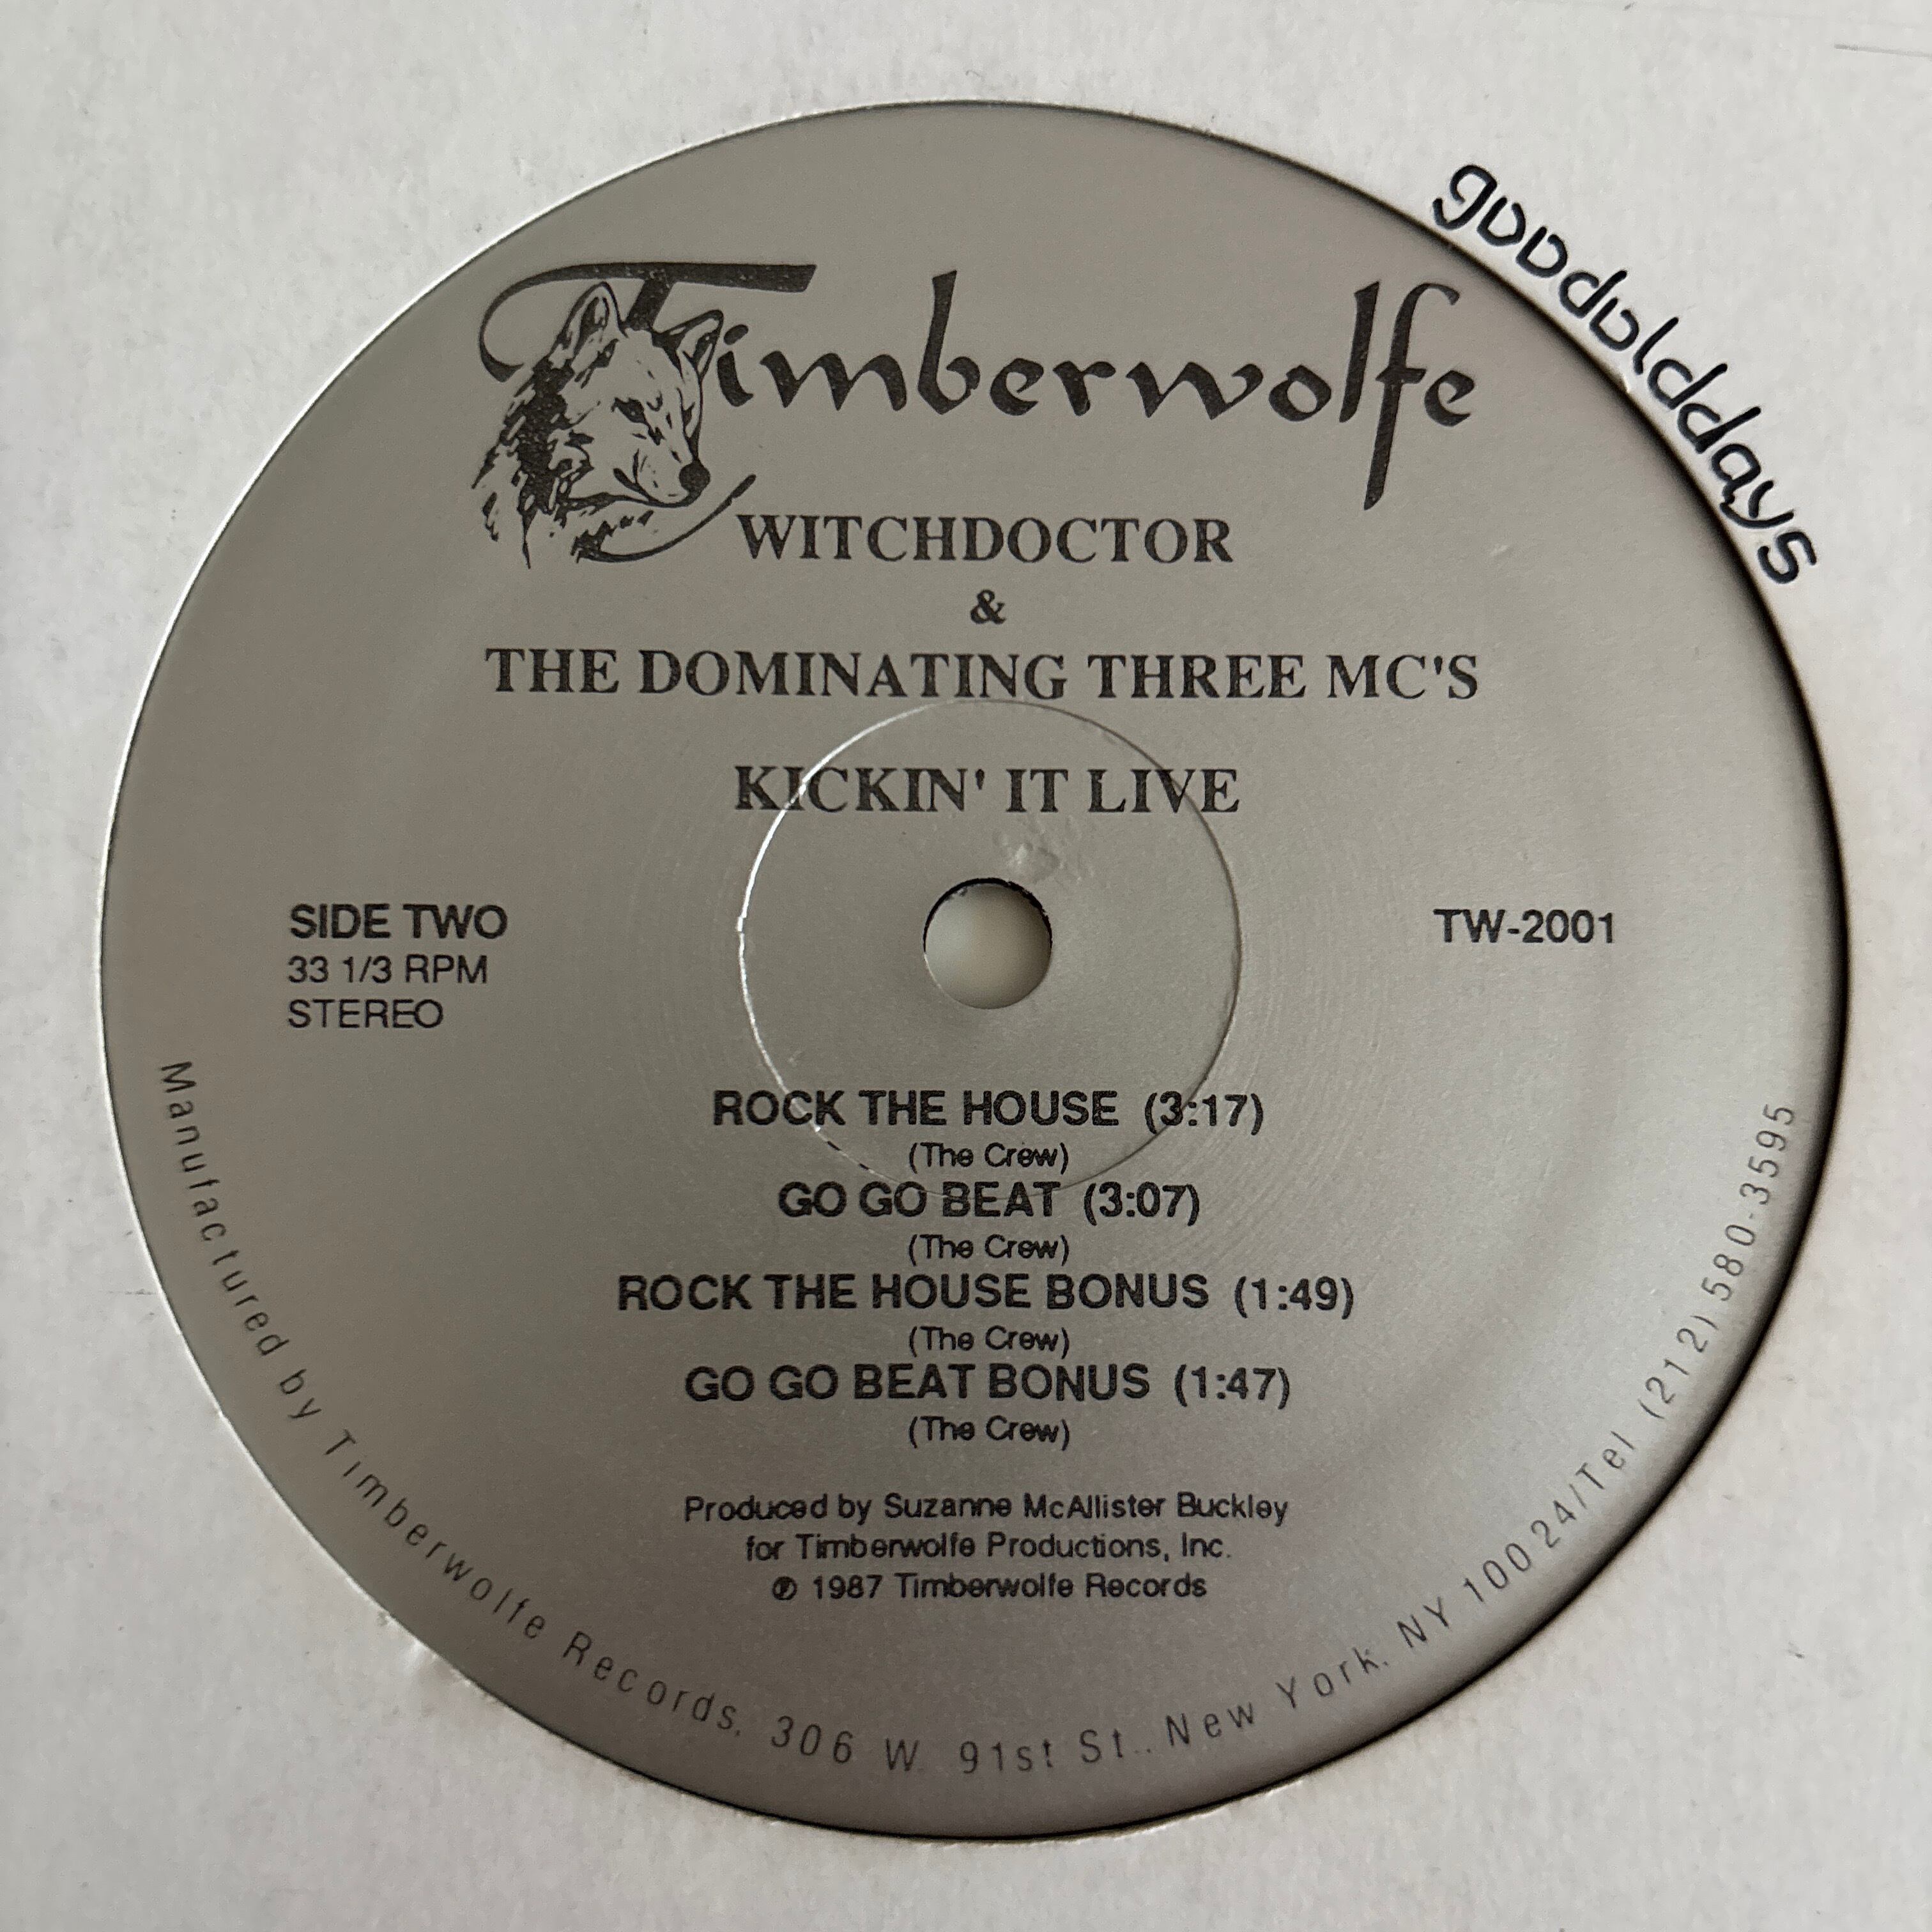 goodolddays
Timberwolfe
WITCHDOCTOR
&
THE DOMINATING THREE MC'S
KICKIN' IT LIVE
SIDE TWO
33 1/3 RPM
STEREO
TW-2001
ROCK THE HOUSE (3:17)
(The Crew)
GO GO BEAT (3:07)
(The Crew)
ROCK THE HOUSE BONUS (1:49)
(The Crew)
GO GO BEAT BONUS (1:47)
(The Crew)
Produced by Suzanne McAllister Buckley
for Timberwolfe Productions, Inc.
℗ 1987 Timberwolfe Records
Manufactured by Timberwolfe Records, 306 W. 91st St., New York, NY 10024/Tel (212) 580-3595